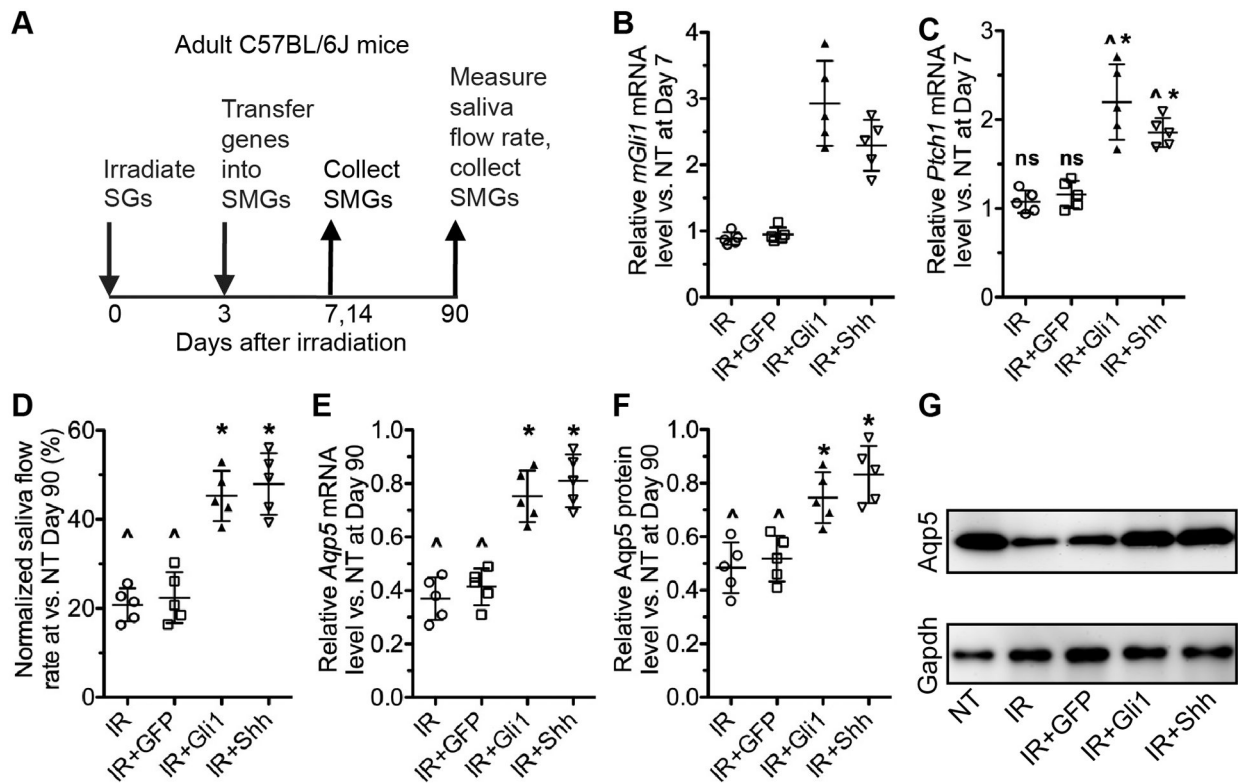 A
Adult C57BL/6J mice
Irradiate
SGs
Transfer
genes
into
SMGs
Collect
SMGs
Measure
saliva
flow rate,
collect
SMGs
0
3
7,14
90
Days after irradiation
B
Relative mGli1 mRNA
level vs. NT at Day 7
4
3
2
1
0
IR
IR+GFP
IR+Gli1
IR+Shh
C
Relative Ptch1 mRNA
level vs. NT at Day 7
3
2
1
0
ns
ns
^ *
^ *
IR
IR+GFP
IR+Gli1
IR+Shh
D
Normalized saliva flow
rate at vs. NT Day 90 (%)
60
40
20
0
^
^
*
*
IR
IR+GFP
IR+Gli1
IR+Shh
E
Relative Aqp5 mRNA
level vs. NT at Day 90
1.0
0.8
0.6
0.4
0.2
0.0
^
^
*
*
IR
IR+GFP
IR+Gli1
IR+Shh
F
Relative Aqp5 protein
level vs. NT at Day 90
1.0
0.8
0.6
0.4
0.2
0.0
^
^
*
*
IR
IR+GFP
IR+Gli1
IR+Shh
G
Aqp5
Gapdh
NT
IR
IR+GFP
IR+Gli1
IR+Shh